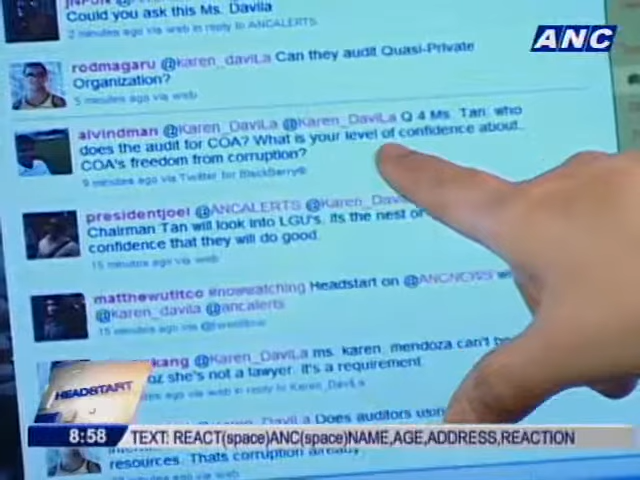 Could you ask this Ms. Davila
2 minutes ago via web in reply to ANCALERTS
ANC
rodmagaru @karen_daviLa Can they audit Quasi-Private
Organization?
5 minutes ago via web
alvindman @Karen_DaviLa @Karen_DaviLa Q 4 Ms. Tan, who
does the audit for COA? What is your level of confidence about
COA's freedom from corruption?
9 minutes ago via Twitter for BlackBerry®
presidentjoel @ANCALERTS @Karen_Davi
Chairman Tan will look into LGU's. Its the nest of
confidence that they will do good.
15 minutes ago via web
matthewutitco #nowwatching Headstart on @ANCNEWS
@karen_davila @ancalerts
15 minutes ago via
kang @Karen_DaviLa ms. karen, mendoza can't b
oz she's not a lawyer. it's a requirement.
ago via web in reply to Karen_DaviLa
HEADSTART
@Karen_Davi a Does auditors
8:58 TEXT: REACT(space)ANC(space)NAME,AGE,ADDRESS,REACTION
resources. Thats corruption already.